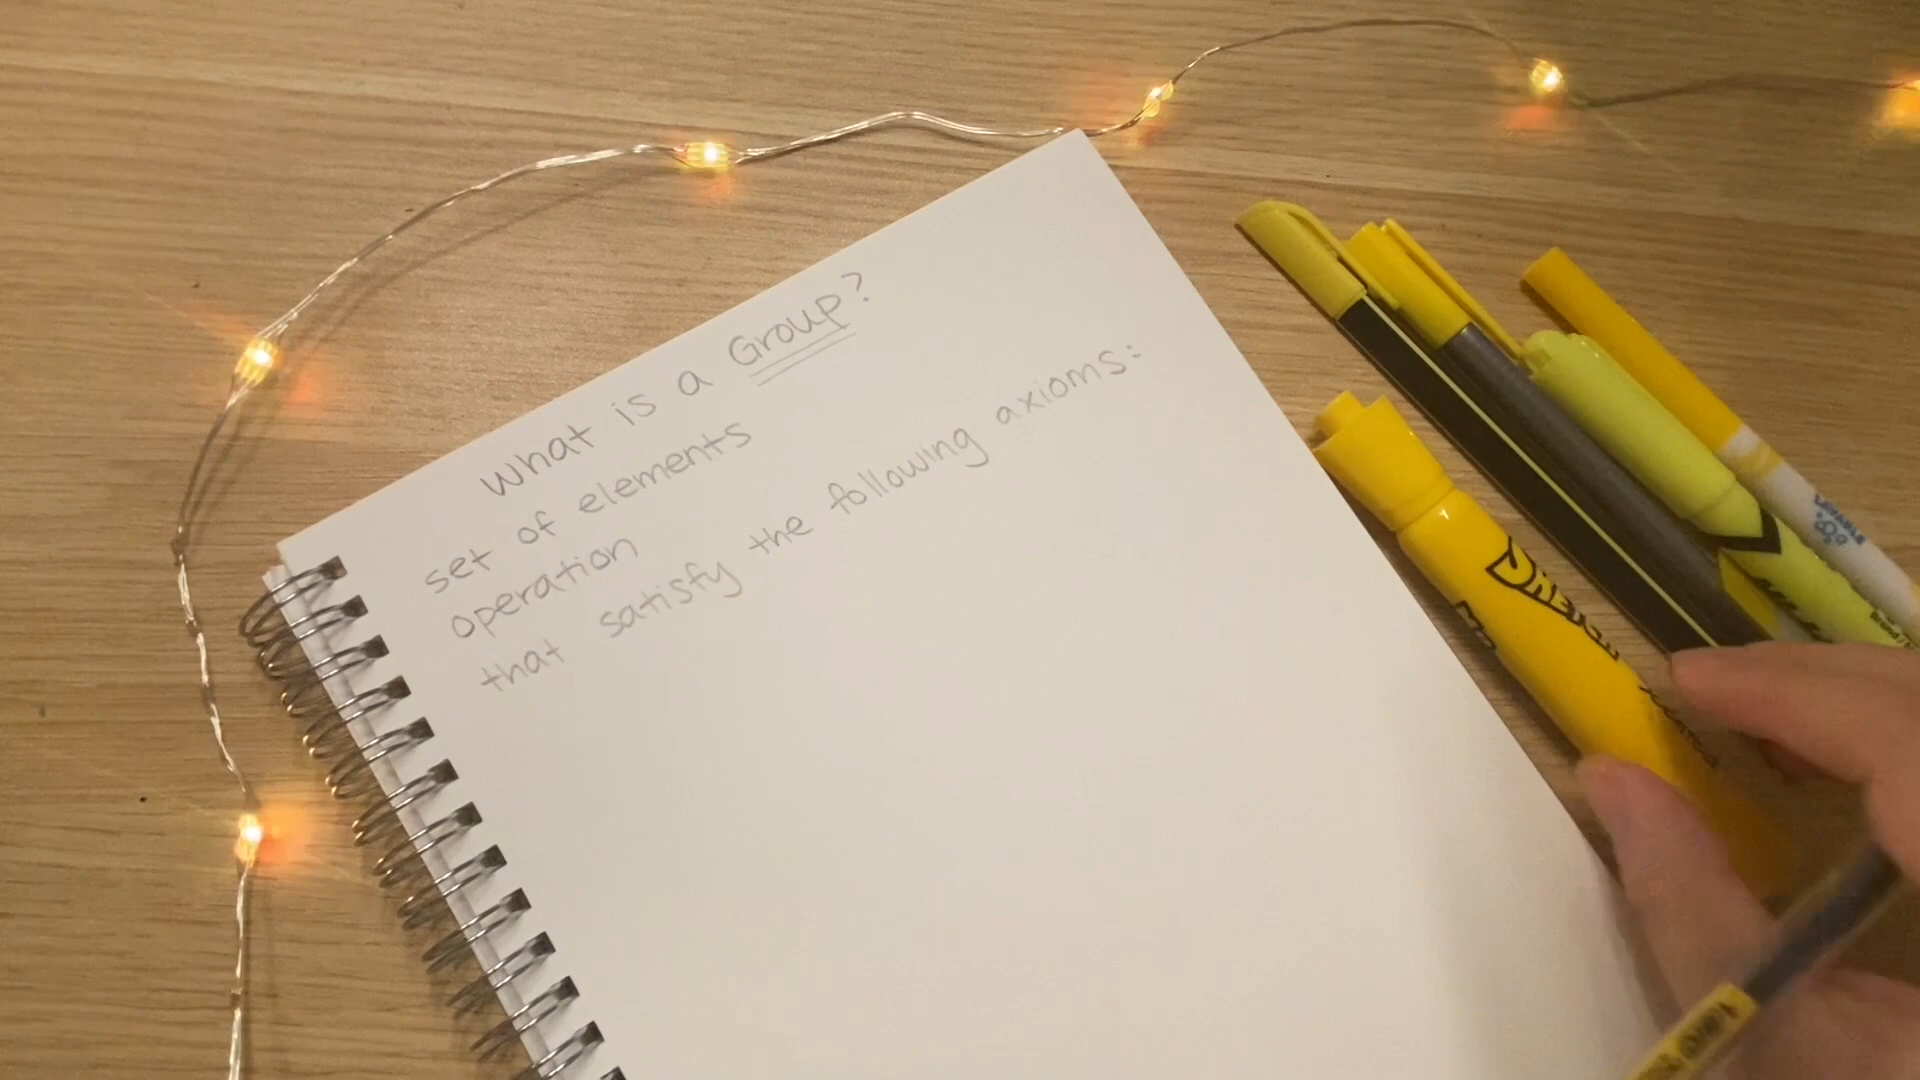 What is a Group?
set of elements
operation
that satisfy the following axioms: